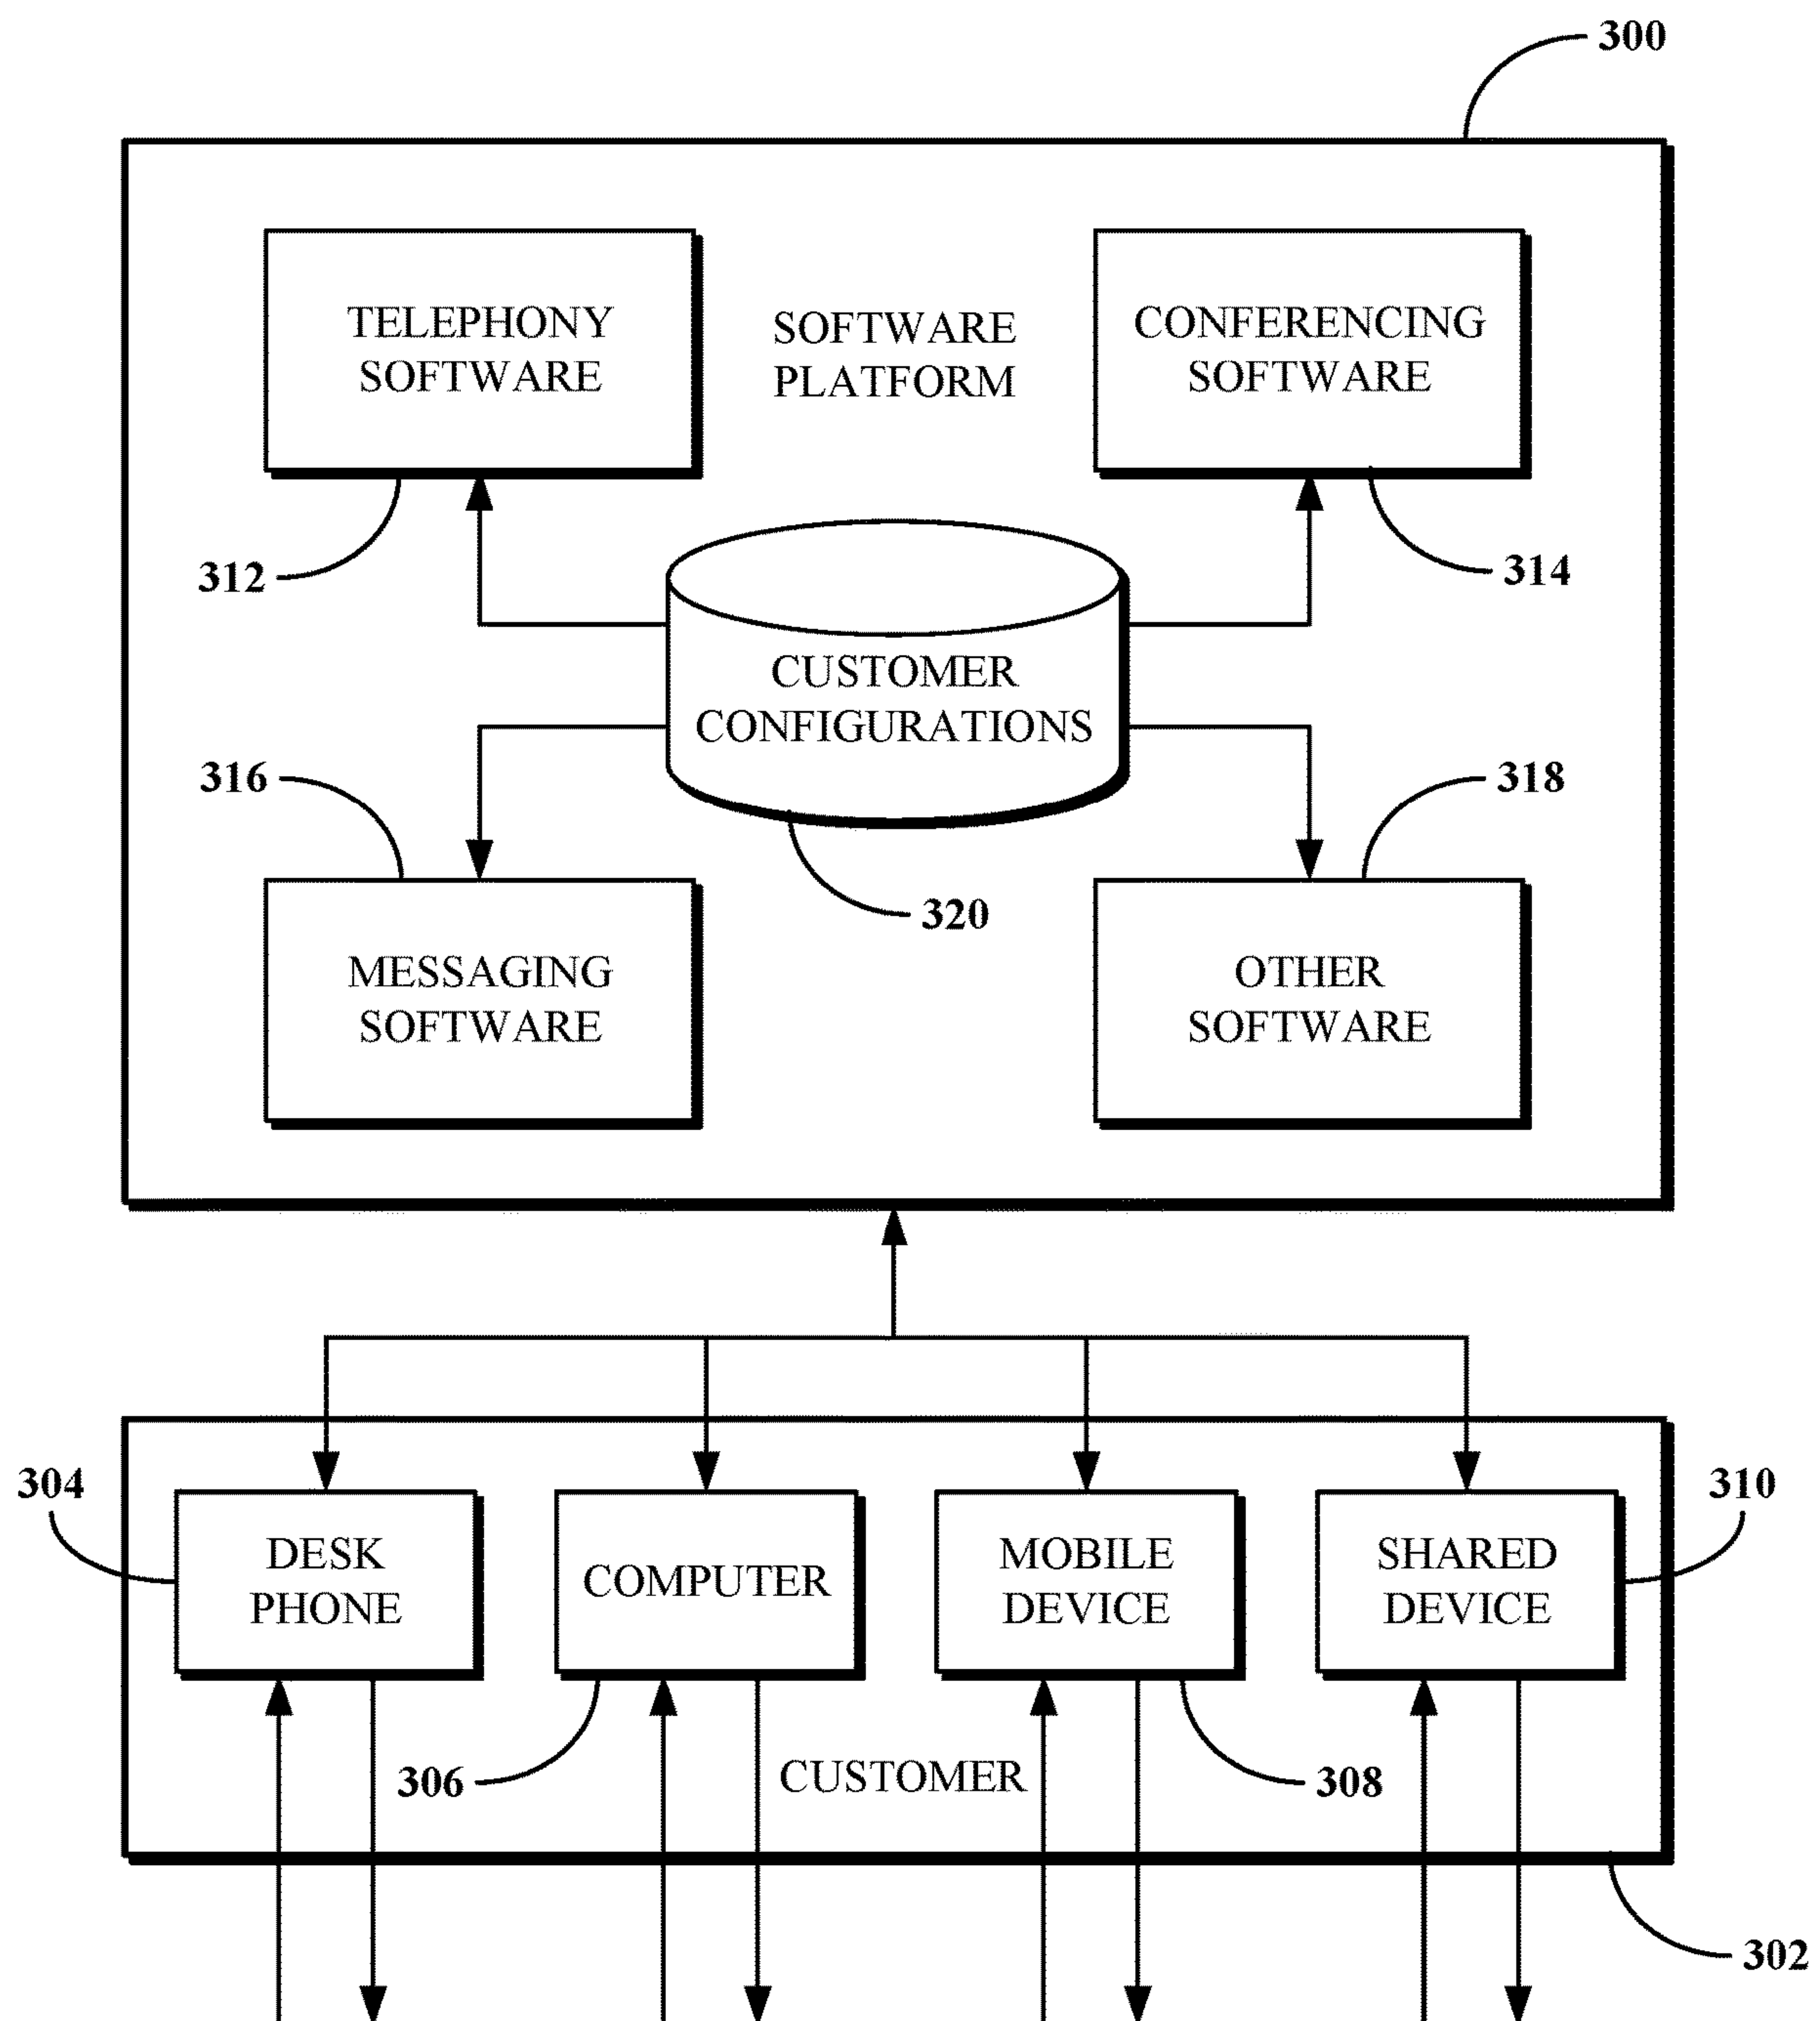 300
TELEPHONY
SOFTWARE
SOFTWARE
PLATFORM
CONFERENCING
SOFTWARE
312
314
CUSTOMER
CONFIGURATIONS
316
318
320
MESSAGING
SOFTWARE
OTHER
SOFTWARE
304
310
DESK
PHONE
COMPUTER
MOBILE
DEVICE
SHARED
DEVICE
306
CUSTOMER
308
302